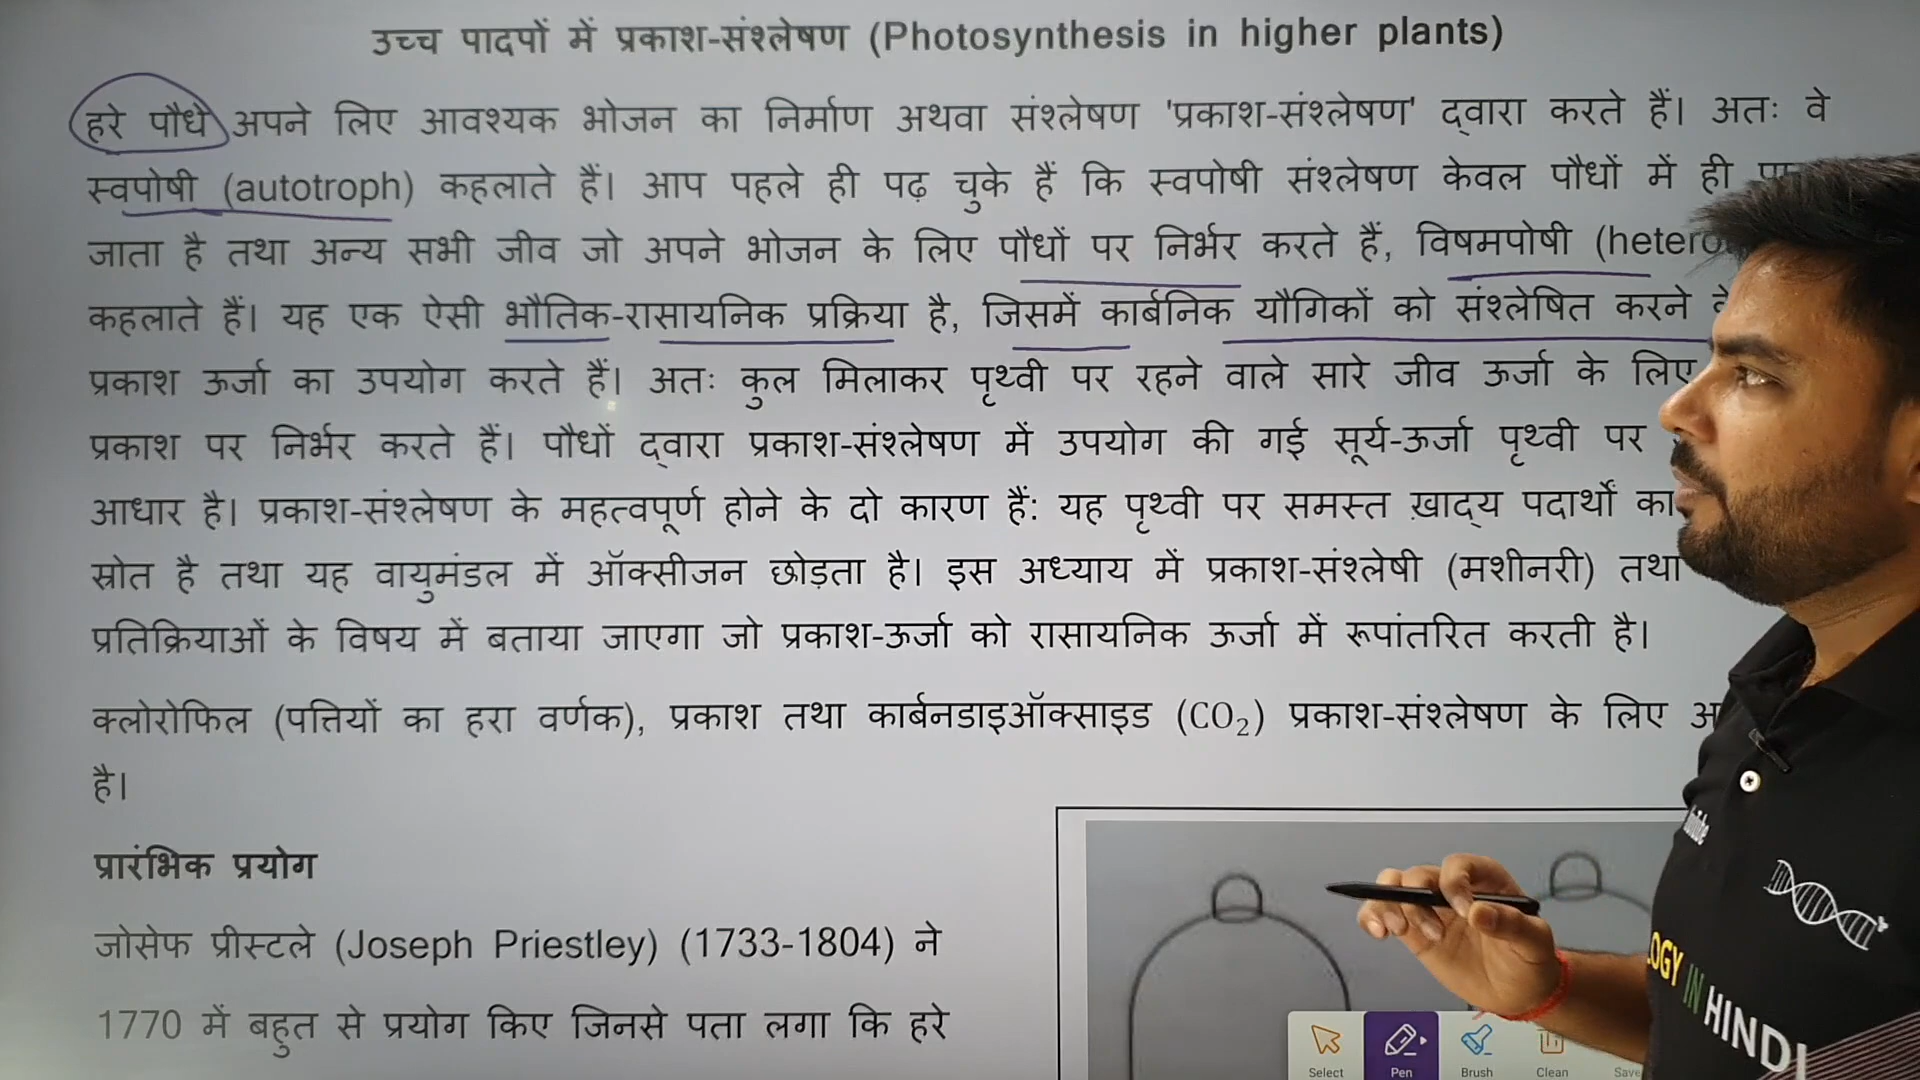 उच्च पादपों में प्रकाश-संश्लेषण (Photosynthesis in higher plants)
हरे पौधे अपने लिए आवश्यक भोजन का निर्माण अथवा संश्लेषण 'प्रकाश-संश्लेषण' द्वारा करते हैं। अतः वे
स्वपोषी (autotroph) कहलाते हैं। आप पहले ही पढ़ चुके हैं कि स्वपोषी संश्लेषण केवल पौधों में ही
जाता है तथा अन्य सभी जीव जो अपने भोजन के लिए पौधों पर निर्भर करते हैं, विषमपोषी
कहलाते हैं। यह एक ऐसी भौतिक-रासायनिक प्रक्रिया है, जिसमें कार्बनिक यौगिकों को संश्लेषित करने
प्रकाश ऊर्जा का उपयोग करते हैं। अतः कुल मिलाकर पृथ्वी पर रहने वाले सारे जीव ऊर्जा के लिए
प्रकाश पर निर्भर करते हैं। पौधों द्वारा प्रकाश-संश्लेषण में उपयोग की गई सूर्य-ऊर्जा पृथ्वी पर
आधार है। प्रकाश-संश्लेषण के महत्वपूर्ण होने के दो कारण हैं: यह पृथ्वी पर समस्त ख़ाद्य पदार्थों का
स्रोत है तथा यह वायुमंडल में ऑक्सीजन छोड़ता है। इस अध्याय में प्रकाश-संश्लेषी (मशीनरी) तथा
प्रतिक्रियाओं के विषय में बताया जाएगा जो प्रकाश-ऊर्जा को रासायनिक ऊर्जा में रूपांतरित करती है।
क्लोरोफिल (पत्तियों का हरा वर्णक), प्रकाश तथा कार्बनडाइऑक्साइड (CO₂) प्रकाश-संश्लेषण के लिए
है।
प्रारंभिक प्रयोग
जोसेफ प्रीस्टले (Joseph Priestley) (1733-1804) ने
1770 में बहुत से प्रयोग किए जिनसे पता लगा कि हरे
Select Pen Brush Clean Save
IN HINDI